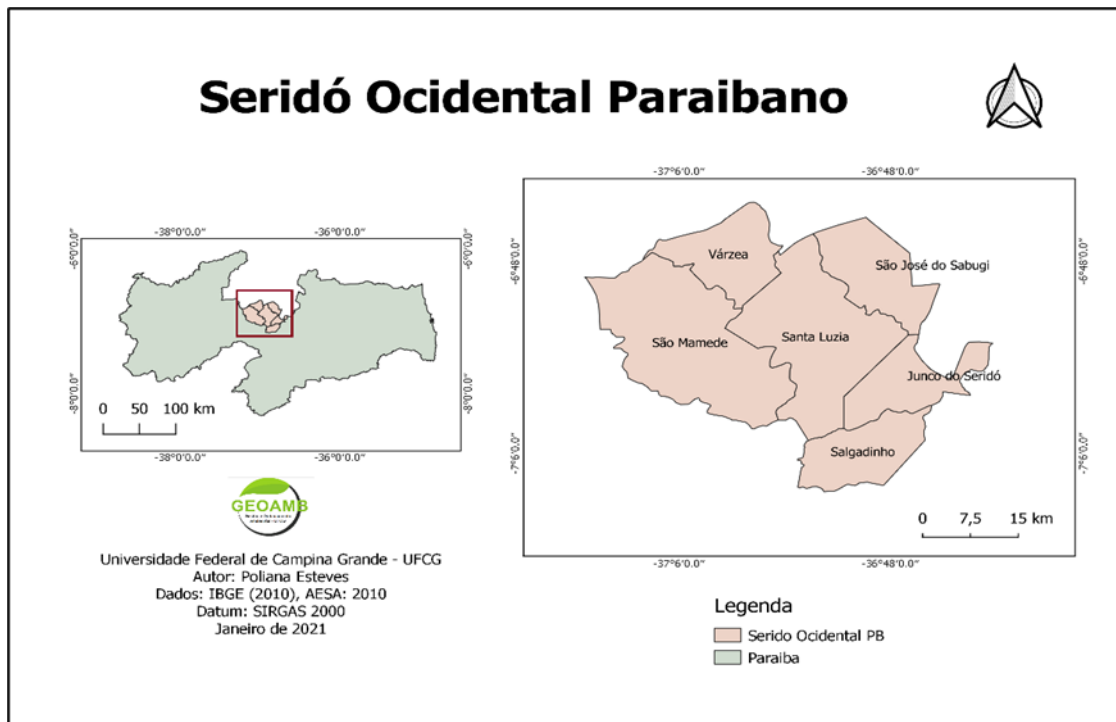 Seridó Ocidental Paraibano
-38°0'0.0"
-36°0'0.0"
-6°0'0.0"
-6°0'0.0"
-8°0'0.0"
-8°0'0.0"
0 50 100 km
-38°0'0.0"
-36°0'0.0"
GEOAMB
Universidade Federal de Campina Grande - UFCG
Autor: Poliana Esteves
Dados: IBGE (2010), AESA: 2010
Datum: SIRGAS 2000
Janeiro de 2021
-37°6'0.0"
-36°48'0.0"
-6°48'0.0"
-6°48'0.0"
Várzea
São José do Sabugi
São Mamede
Santa Luzia
Junco do Seridó
Salgadinho
-7°6'0.0"
-7°6'0.0"
0 7,5 15 km
-37°6'0.0"
-36°48'0.0"
Legenda
Serido Ocidental PB
Paraiba